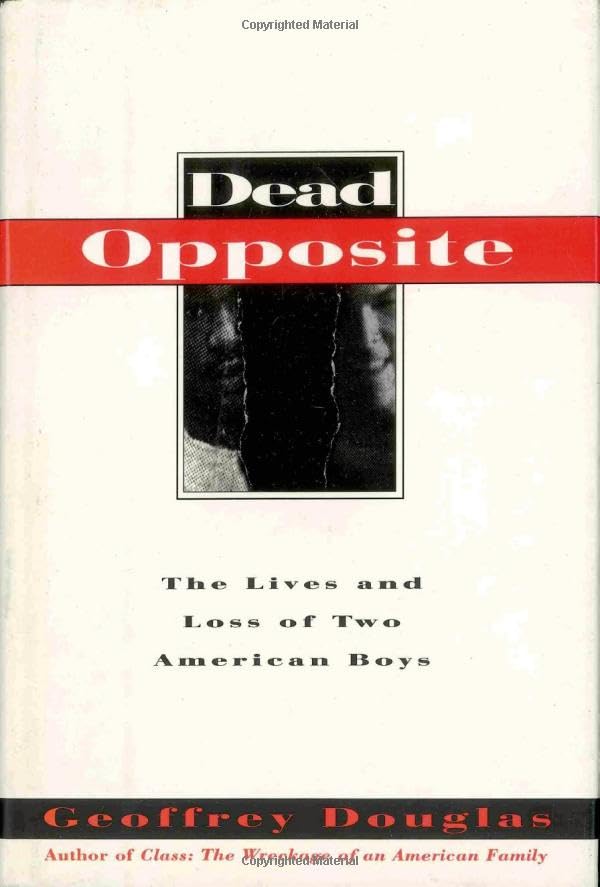 Copyrighted Material
Dead
Opposite
The Lives and
Loss of Two
American Boys
Geoffrey Douglas
Author of Class: The Wreckage of an American Family
Copyrighted Material